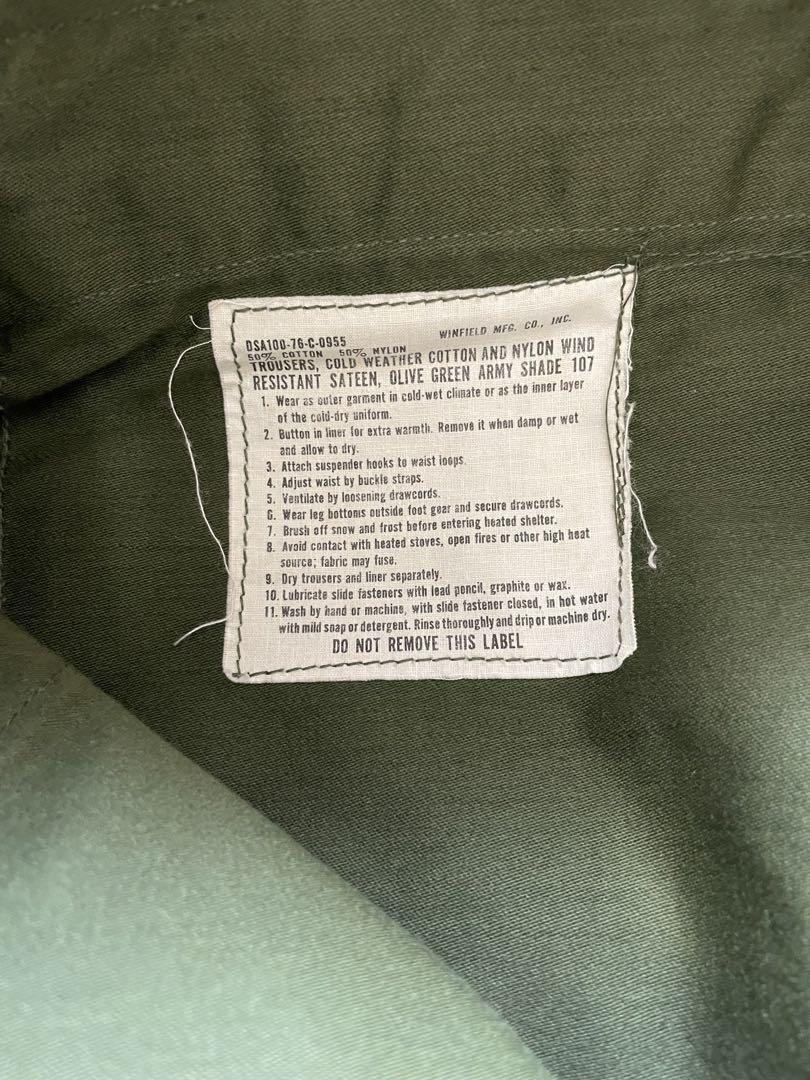 DSA100-76-C-0955 WINFIELD MFG. CO., INC.
50% COTTON 50% NYLON
TROUSERS, COLD WEATHER COTTON AND NYLON WIND
RESISTANT SATEEN, OLIVE GREEN ARMY SHADE 107
1. Wear as outer garment in cold-wet climate or as the inner layer
of the cold-dry uniform.
2. Button in liner for extra warmth. Remove it when damp or wet
and allow to dry.
3. Attach suspender hooks to waist loops.
4. Adjust waist by buckle straps.
5. Ventilate by loosening drawcords.
6. Wear leg bottoms outside foot gear and secure drawcords.
7. Brush off snow and frost before entering heated shelter.
8. Avoid contact with heated stoves, open fires or other high heat
source; fabric may fuse.
9. Dry trousers and liner separately.
10. Lubricate slide fasteners with lead pencil, graphite or wax.
11. Wash by hand or machine, with slide fastener closed, in hot water
with mild soap or detergent. Rinse thoroughly and drip or machine dry.
DO NOT REMOVE THIS LABEL